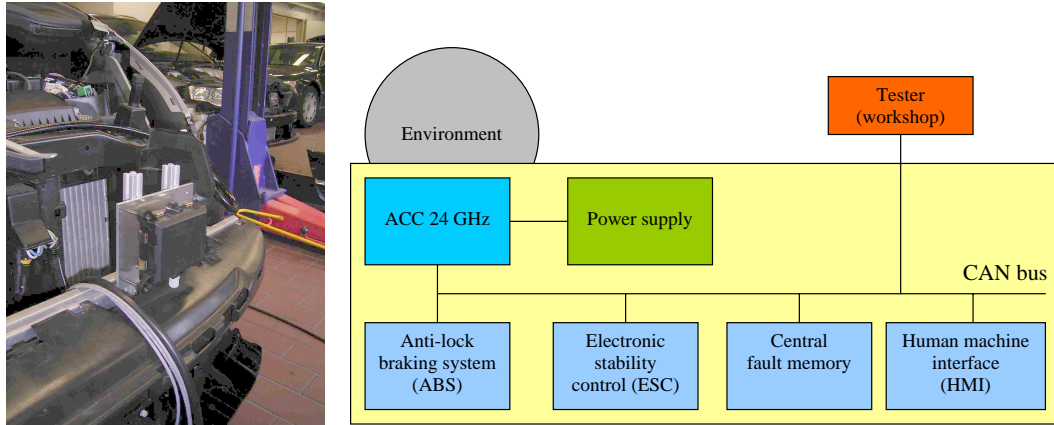 Environment
Tester
(workshop)
ACC 24 GHz
Power supply
CAN bus
Anti-lock
braking system
(ABS)
Electronic
stability
control (ESC)
Central
fault memory
Human machine
interface
(HMI)